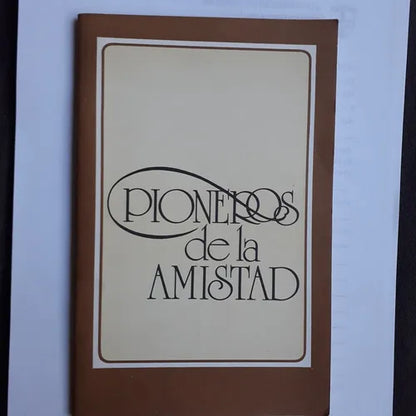 PIONEROS
de la
AMISTAD